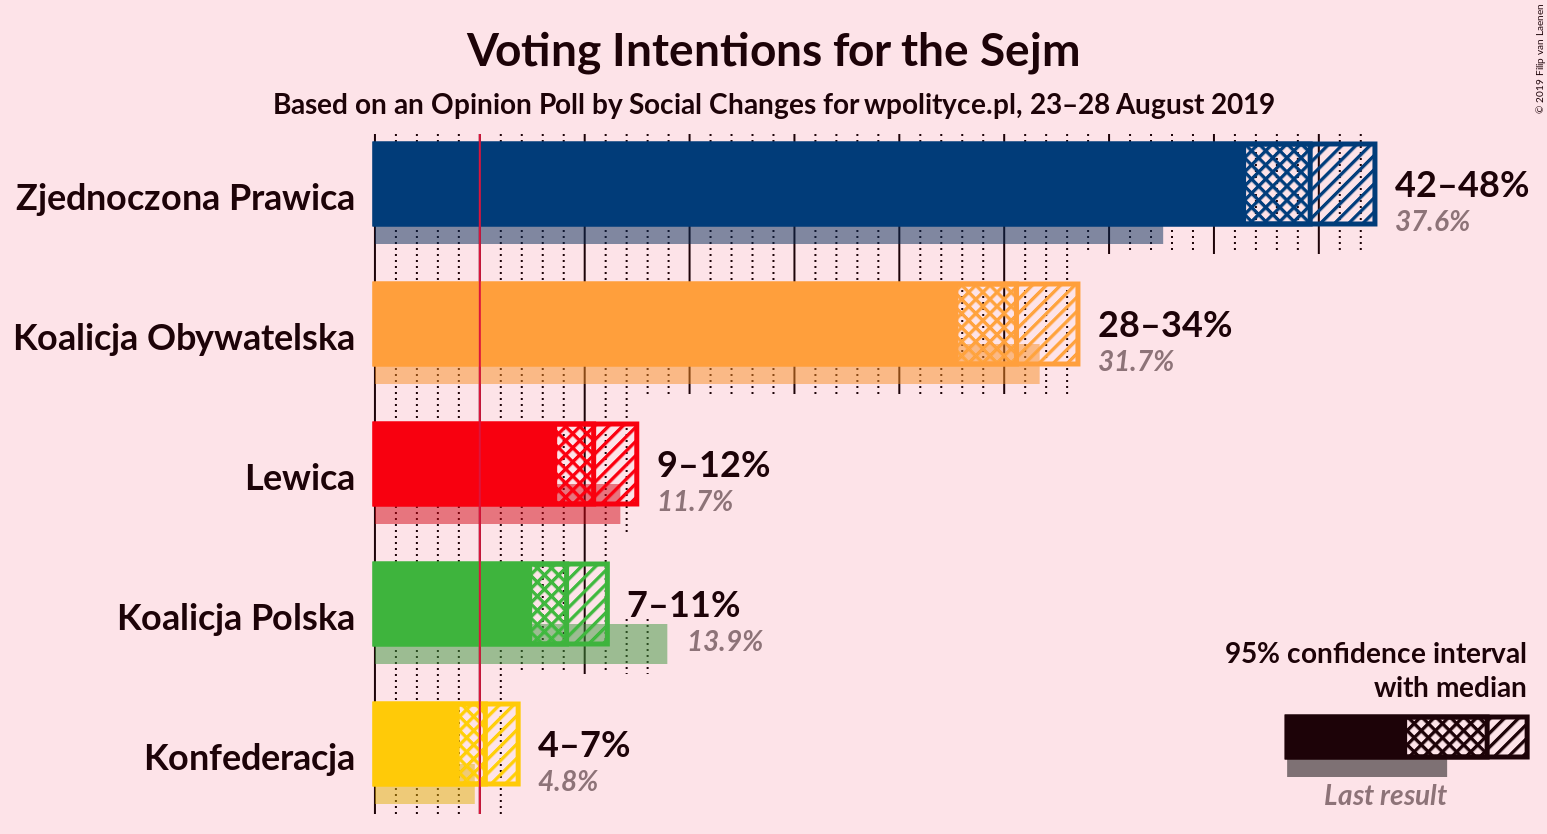 Voting Intentions for the Sejm
Based on an Opinion Poll by Social Changes for wpolityce.pl, 23–28 August 2019
© 2019 Filip van Laenen
Zjednoczona Prawica
42–48%
37.6%
Koalicja Obywatelska
28–34%
31.7%
Lewica
9–12%
11.7%
Koalicja Polska
7–11%
13.9%
Konfederacja
4–7%
4.8%
95% confidence interval
with median
Last result